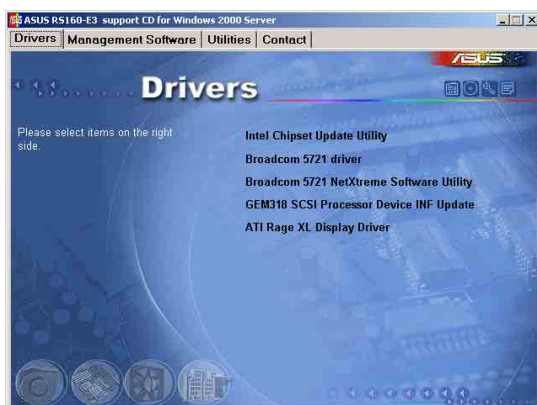 ASUS RS160-E3 support CD for Windows 2000 Server
Drivers Management Software Utilities Contact
ASUS
Drivers
Please select items on the right
side.
Intel Chipset Update Utility
Broadcom 5721 driver
Broadcom 5721 NetXtreme Software Utility
GEM318 SCSI Processor Device INF Update
ATI Rage XL Display Driver